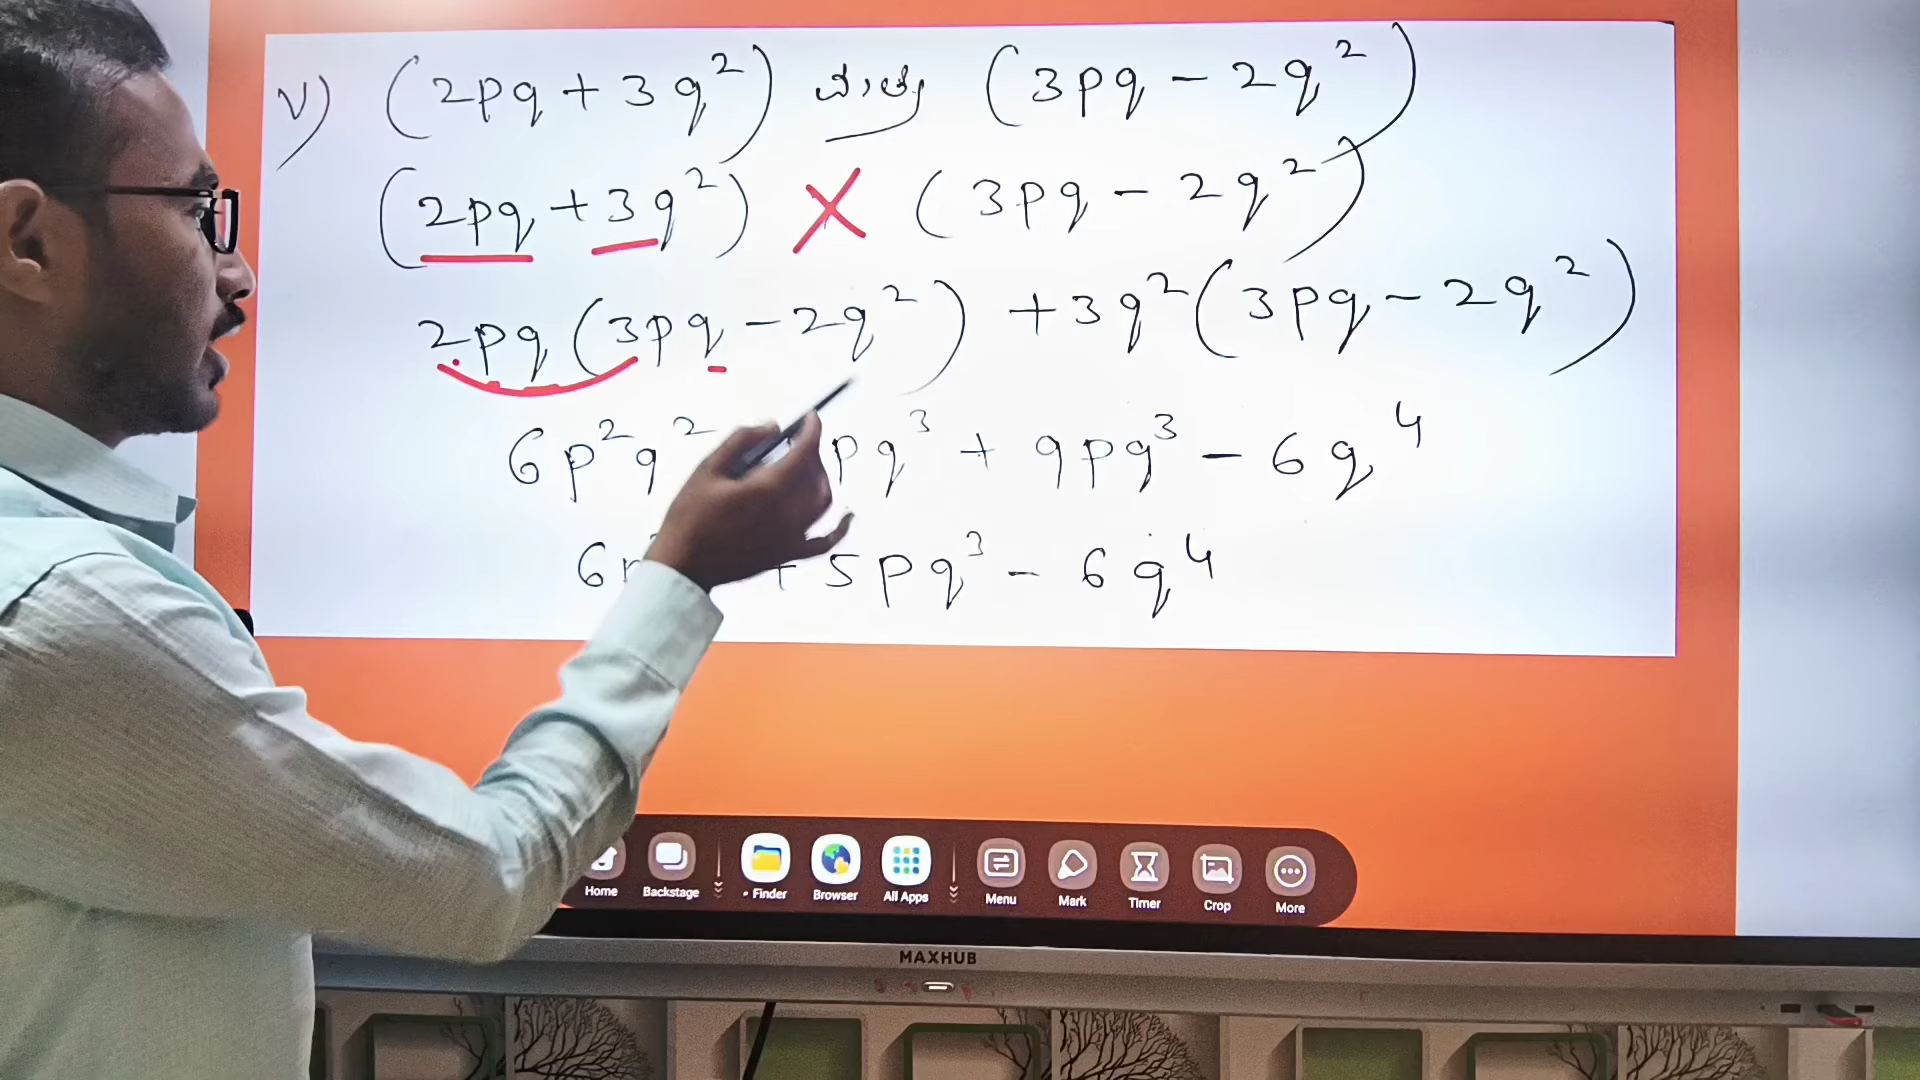 v) (2pq + 3q²) ಮತ್ತು (3pq - 2q²)
(2pq + 3q²) × (3pq - 2q²)
2pq (3pq - 2q²) + 3q² (3pq - 2q²)
6p²q² pq³ + 9pq³ - 6q⁴
6p + 5pq³ - 6q⁴
Home Backstage Finder Browser All Apps Menu Mark Timer Crop More
MAXHUB